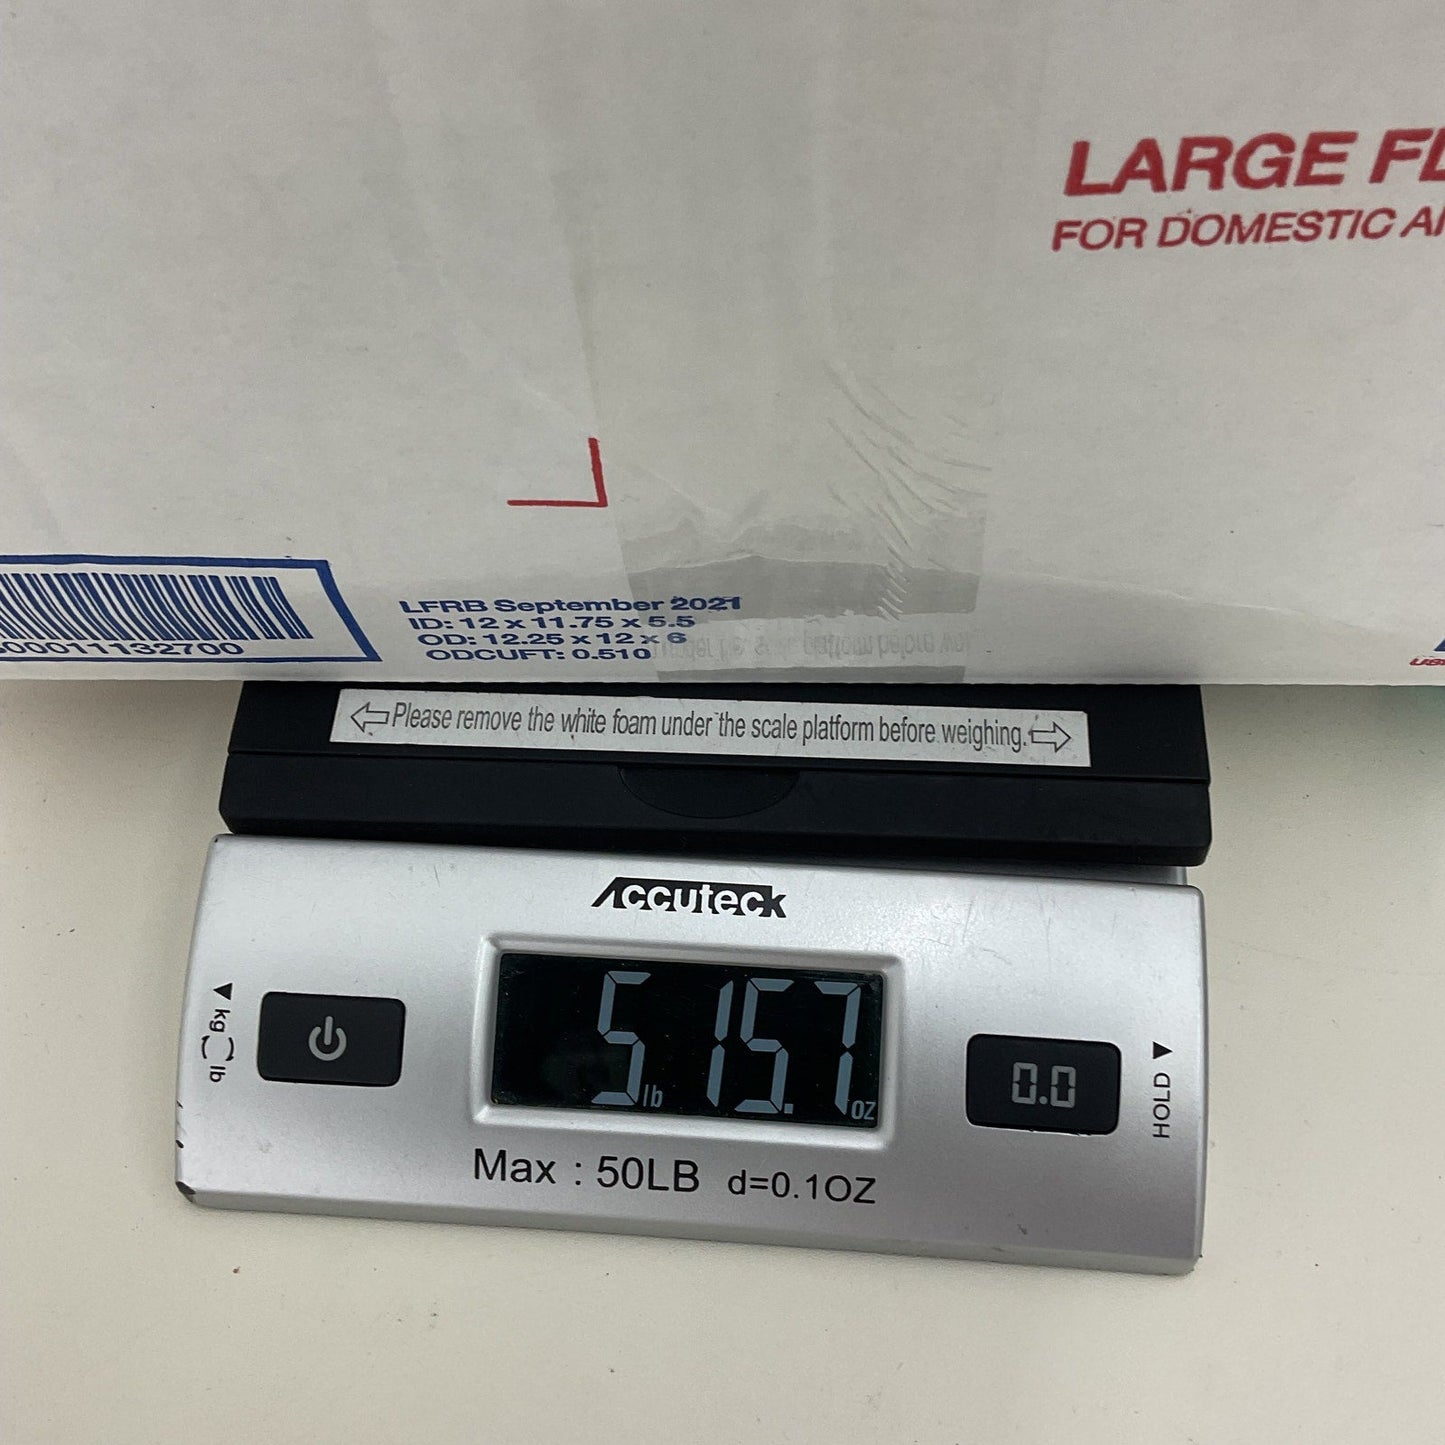 LARGE FL
FOR DOMESTIC A
00011132700
LFRB September 2021
ID: 12 x 11.75 x 5.5
OD: 12.25 x 12 x 6
ODCUFT: 0.510
Please remove the white foam under the scale platform before weighing.
Accuteck
kg lb
5 lb 15.7 oz
0.0
HOLD
Max : 50LB d=0.1OZ